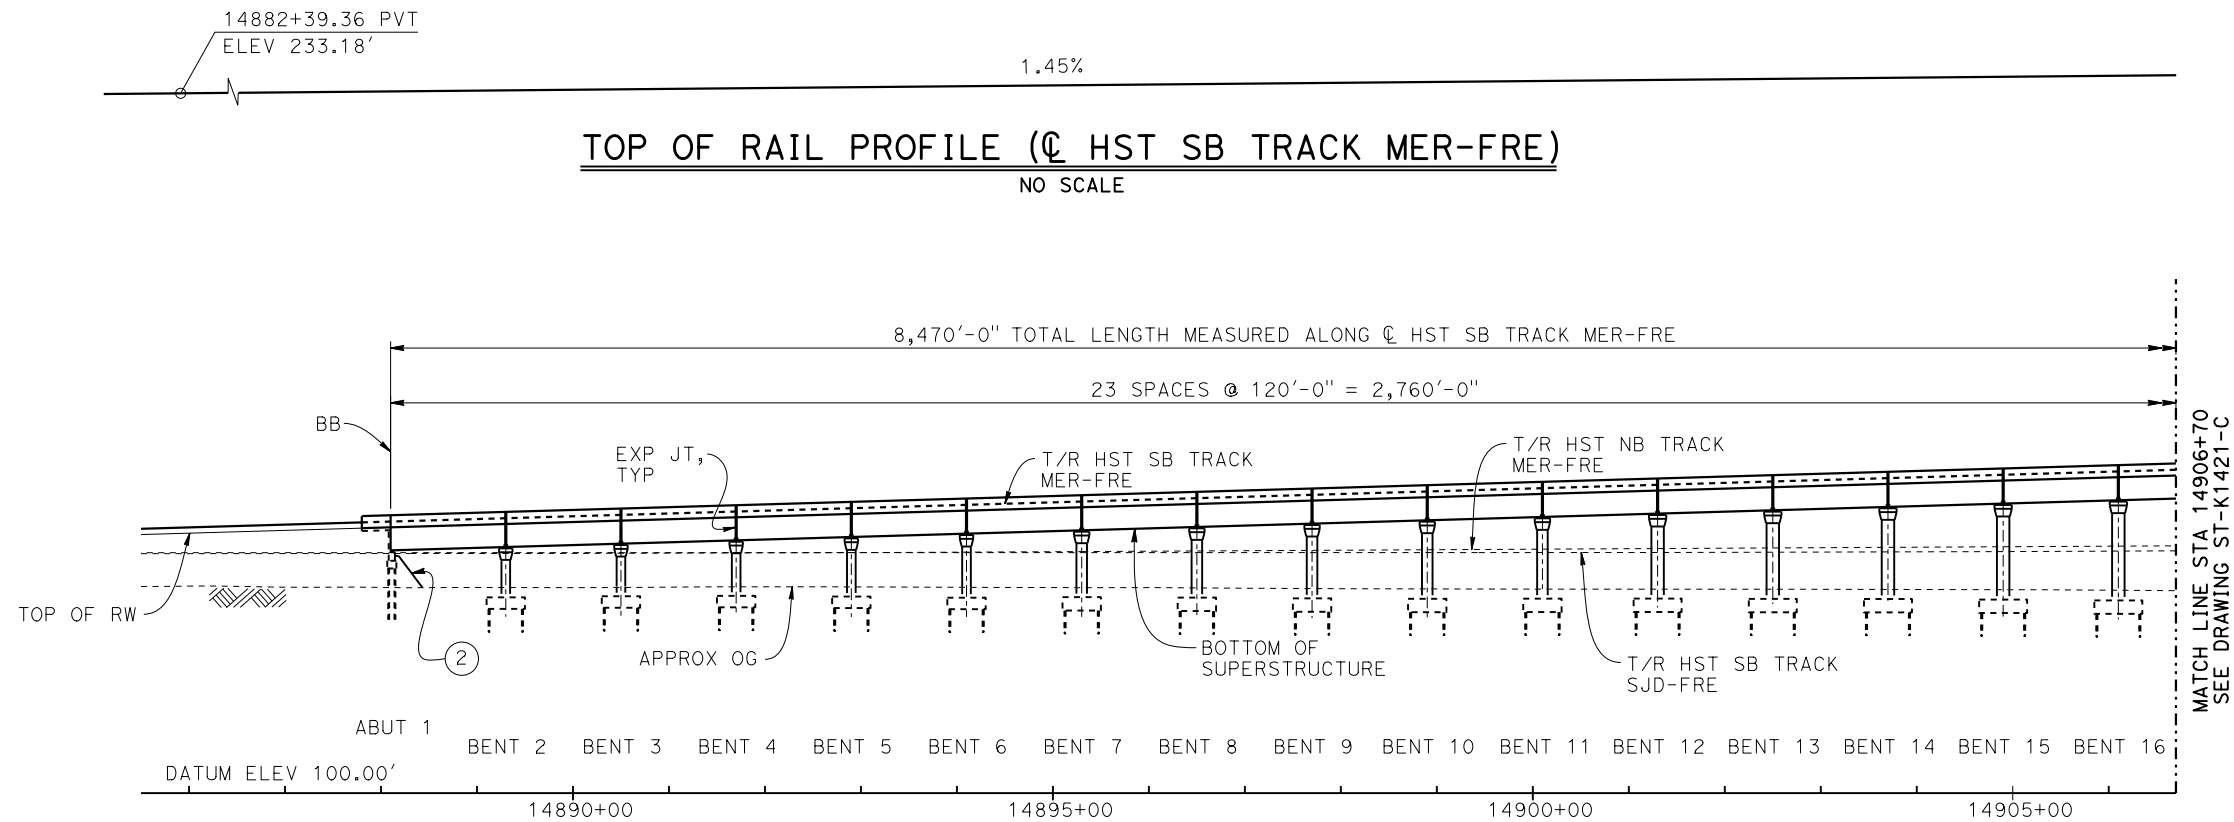 14882+39.36 PVT
ELEV 233.18'
1.45%
TOP OF RAIL PROFILE (℄ HST SB TRACK MER-FRE)
NO SCALE
8,470'-0" TOTAL LENGTH MEASURED ALONG ℄ HST SB TRACK MER-FRE
23 SPACES @ 120'-0" = 2,760'-0"
BB
EXP JT,
TYP
T/R HST SB TRACK
MER-FRE
T/R HST NB TRACK
MER-FRE
MATCH LINE STA 14906+70
SEE DRAWING ST-K1421-C
TOP OF RW
2
APPROX OG
BOTTOM OF
SUPERSTRUCTURE
T/R HST SB TRACK
SJD-FRE
ABUT 1
BENT 2 BENT 3 BENT 4 BENT 5 BENT 6 BENT 7 BENT 8 BENT 9 BENT 10 BENT 11 BENT 12 BENT 13 BENT 14 BENT 15 BENT 16
DATUM ELEV 100.00'
14890+00 14895+00 14900+00 14905+00